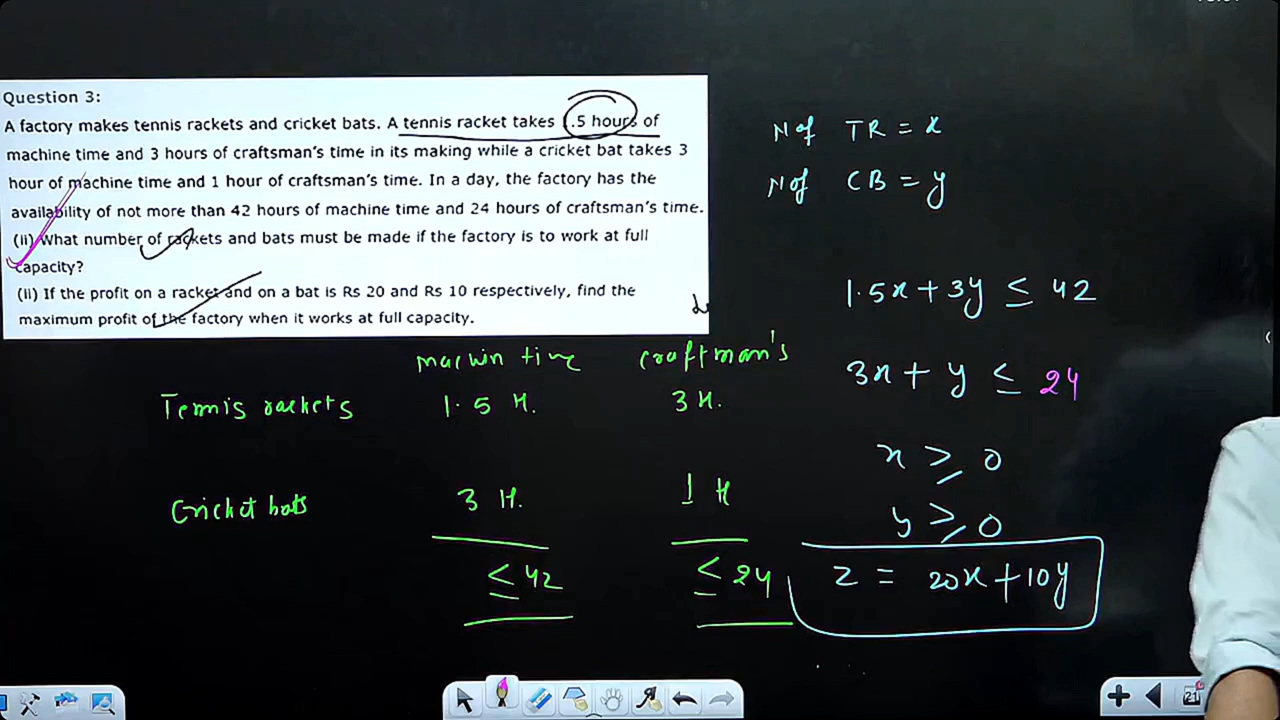 Question 3:
A factory makes tennis rackets and cricket bats. A tennis racket takes .5 hours of
machine time and 3 hours of craftsman's time in its making while a cricket bat takes 3
hour of machine time and 1 hour of craftsman's time. In a day, the factory has the
availability of not more than 42 hours of machine time and 24 hours of craftsman's time.
(ii) What number of rackets and bats must be made if the factory is to work at full
capacity?
(ii) If the profit on a racket and on a bat is Rs 20 and Rs 10 respectively, find the
maximum profit of the factory when it works at full capacity.
N of TR = x
N of CB = y
1.5x + 3y ≤ 42
3x + y ≤ 24
x ≥ 0
y ≥ 0
z = 20x + 10y
machin time craftman's
Tennis rackets 1.5 H. 3 H.
Cricket bats 3 H. 1 H
≤ 42 ≤ 24
21